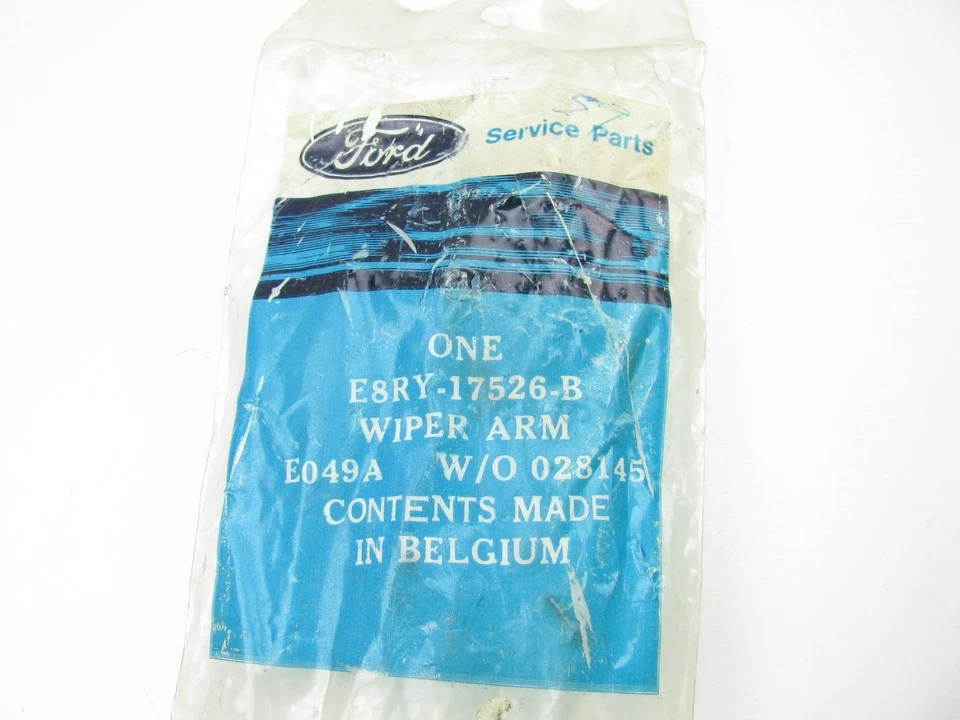 Ford
Service Parts
ONE
E8RY-17526-B
WIPER ARM
E049A W/O 028145
CONTENTS MADE
IN BELGIUM